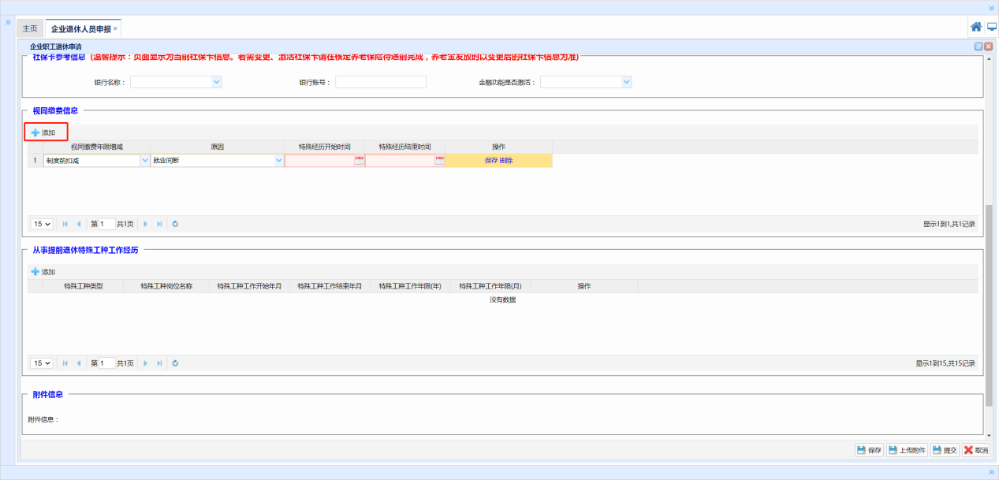 主页 企业退休人员申报 ×
企业职工退休申请
社保卡参考信息（温馨提示：页面显示为当前社保卡信息。若需变更、激活社保卡请在核定养老保险待遇前完成，养老金发放的以变更后的社保卡信息为准）
银行名称： 银行账号： 金融功能是否激活：
视同缴费信息
添加
视同缴费年限增减 原因 特殊经历开始时间 特殊经历结束时间 操作
1 制度前扣减 就业间断 保存 删除
15 第 1 共1页 显示1到1,共1记录
从事提前退休特殊工种工作经历
添加
特殊工种类型 特殊工种岗位名称 特殊工种工作开始年月 特殊工种工作结束年月 特殊工种工作年限(年) 特殊工种工作年限(月) 操作
没有数据
15 第 1 共1页 显示1到15,共15记录
附件信息
附件信息：
保存 上传附件 提交 取消